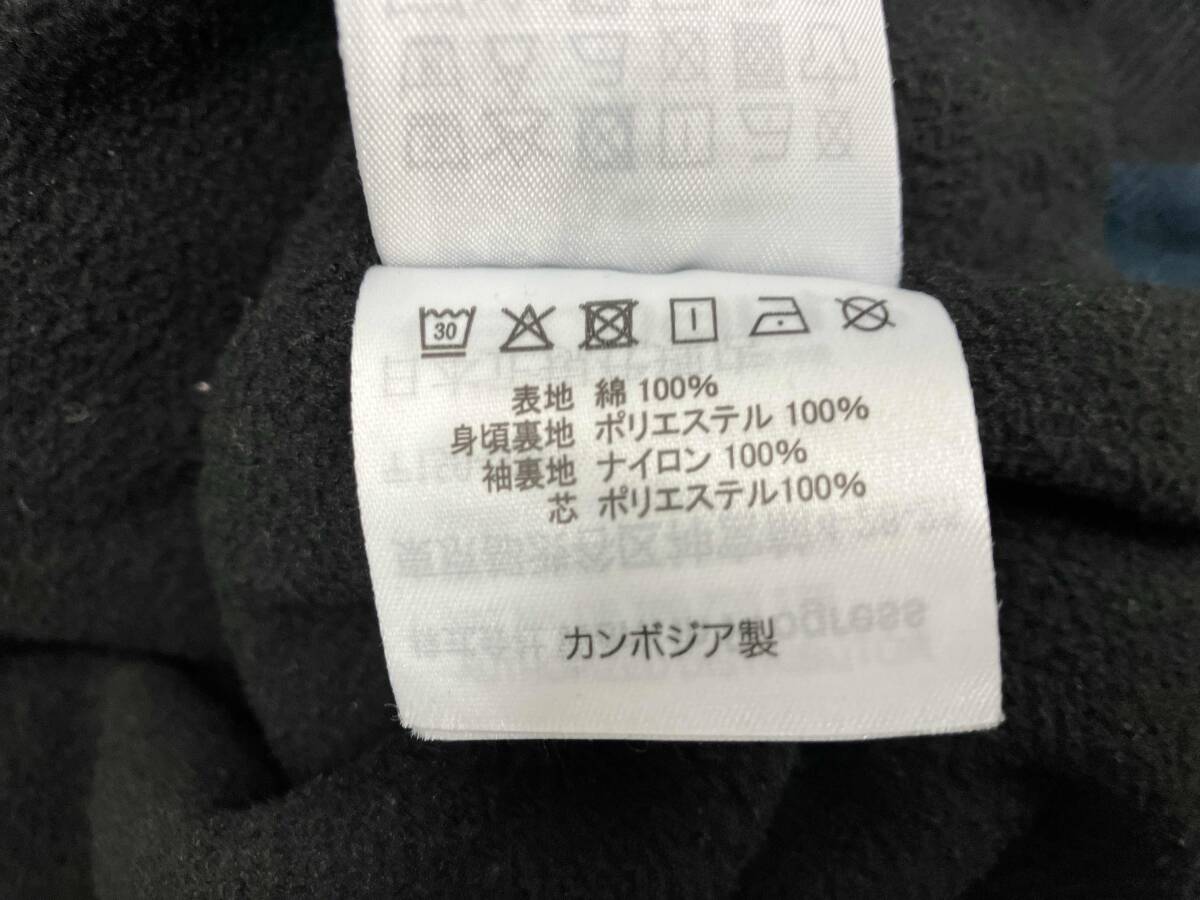 30
表地 綿 100%
身頃裏地 ポリエステル 100%
袖裏地 ナイロン 100%
芯 ポリエステル100%
カンボジア製